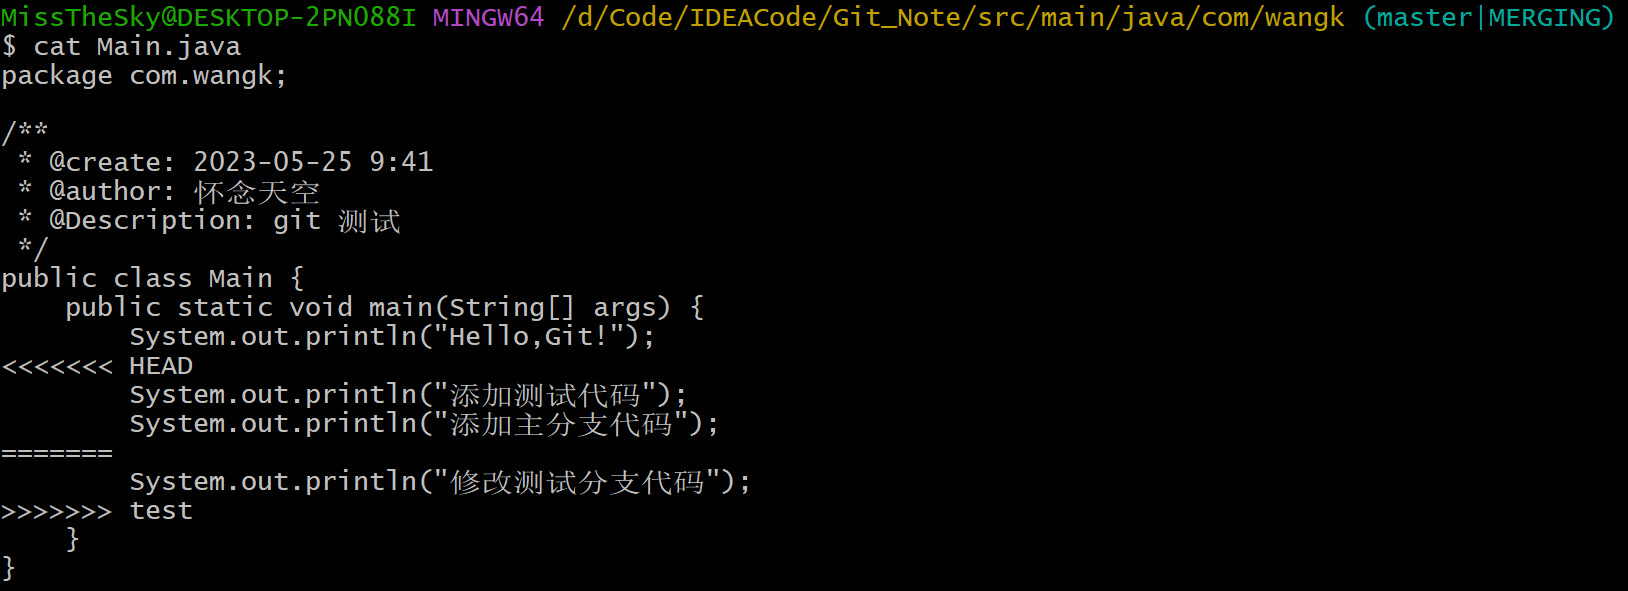 MissTheSky@DESKTOP-2PNO88I MINGW64 /d/Code/IDEACode/Git_Note/src/main/java/com/wangk (master|MERGING)
$ cat Main.java
package com.wangk;

/**
 * @create: 2023-05-25 9:41
 * @author: 怀念天空
 * @Description: git 测试
 */
public class Main {
    public static void main(String[] args) {
        System.out.println("Hello,Git!");
<<<<<<< HEAD
        System.out.println("添加测试代码");
        System.out.println("添加主分支代码");
=======
        System.out.println("修改测试分支代码");
>>>>>>> test
    }
}